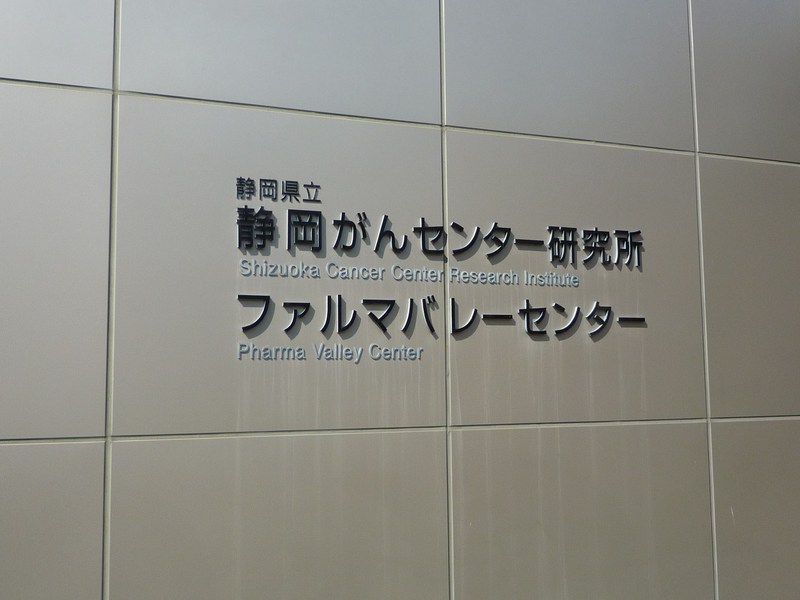 静岡県立
静岡がんセンター研究所
Shizuoka Cancer Center Research Institute
ファルマバレーセンター
Pharma Valley Center